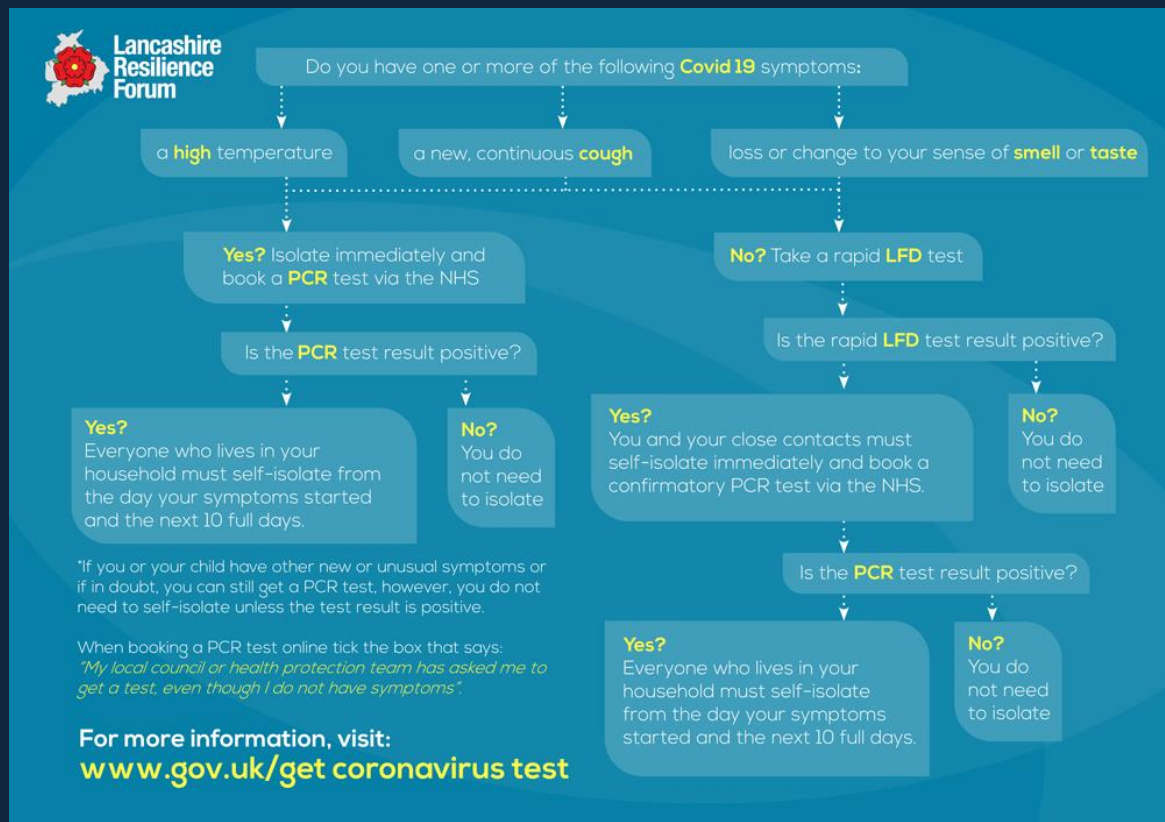 Lancashire
Resilience
Forum
Do you have one or more of the following Covid 19 symptoms:
a high temperature
a new, continuous cough
loss or change to your sense of smell or taste
Yes? Isolate immediately and
book a PCR test via the NHS
No? Take a rapid LFD test
Is the PCR test result positive?
Is the rapid LFD test result positive?
Yes?
Everyone who lives in your
household must self-isolate from
the day your symptoms started
and the next 10 full days.
No?
You do
not need
to isolate
Yes?
You and your close contacts must
self-isolate immediately and book a
confirmatory PCR test via the NHS.
No?
You do
not need
to isolate
Is the PCR test result positive?
Yes?
Everyone who lives in your
household must self-isolate
from the day your symptoms
started and the next 10 full days.
No?
You do
not need
to isolate
*If you or your child have other new or unusual symptoms or
if in doubt, you can still get a PCR test, however, you do not
need to self-isolate unless the test result is positive.
When booking a PCR test online tick the box that says:
"My local council or health protection team has asked me to
get a test, even though I do not have symptoms".
For more information, visit:
www.gov.uk/get coronavirus test